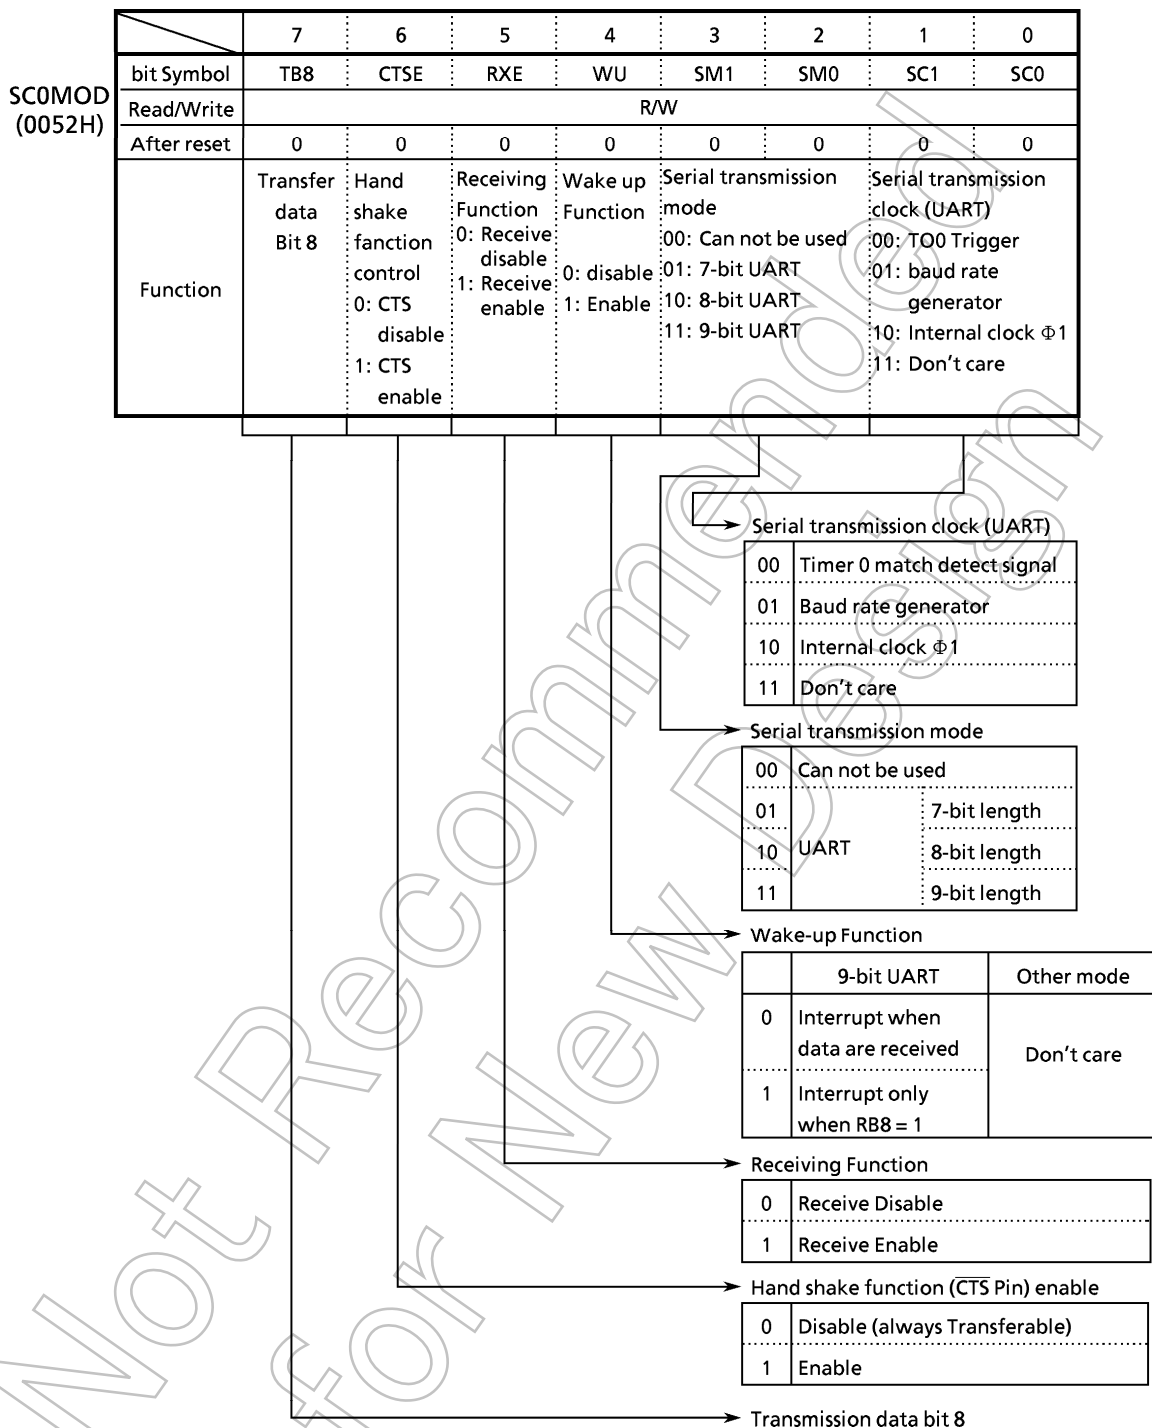 7 6 5 4 3 2 1 0
bit Symbol TB8 CTSE RXE WU SM1 SM0 SC1 SC0
SC0MOD
(0052H)
Read/Write R/W
After reset 0 0 0 0 0 0 0 0
Function
Transfer
data
Bit 8
Hand
shake
fanction
control
0: CTS
disable
1: CTS
enable
Receiving
Function
0: Receive
disable
1: Receive
enable
Wake up
Function
0: disable
1: Enable
Serial transmission
mode
00: Can not be used
01: 7-bit UART
10: 8-bit UART
11: 9-bit UART
Serial transmission
clock (UART)
00: TO0 Trigger
01: baud rate
generator
10: Internal clock Φ1
11: Don't care
Serial transmission clock (UART)
00 Timer 0 match detect signal
01 Baud rate generator
10 Internal clock Φ1
11 Don't care
Serial transmission mode
00 Can not be used
01 7-bit length
10 UART 8-bit length
11 9-bit length
Wake-up Function
9-bit UART Other mode
0 Interrupt when
data are received
Don't care
1 Interrupt only
when RB8 = 1
Receiving Function
0 Receive Disable
1 Receive Enable
Hand shake function (C̅T̅S̅ Pin) enable
0 Disable (always Transferable)
1 Enable
Transmission data bit 8
Not Recommended
for New Design